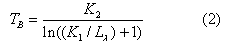 T_B = K_2 / ln((K_1 / L_λ) + 1) (2)